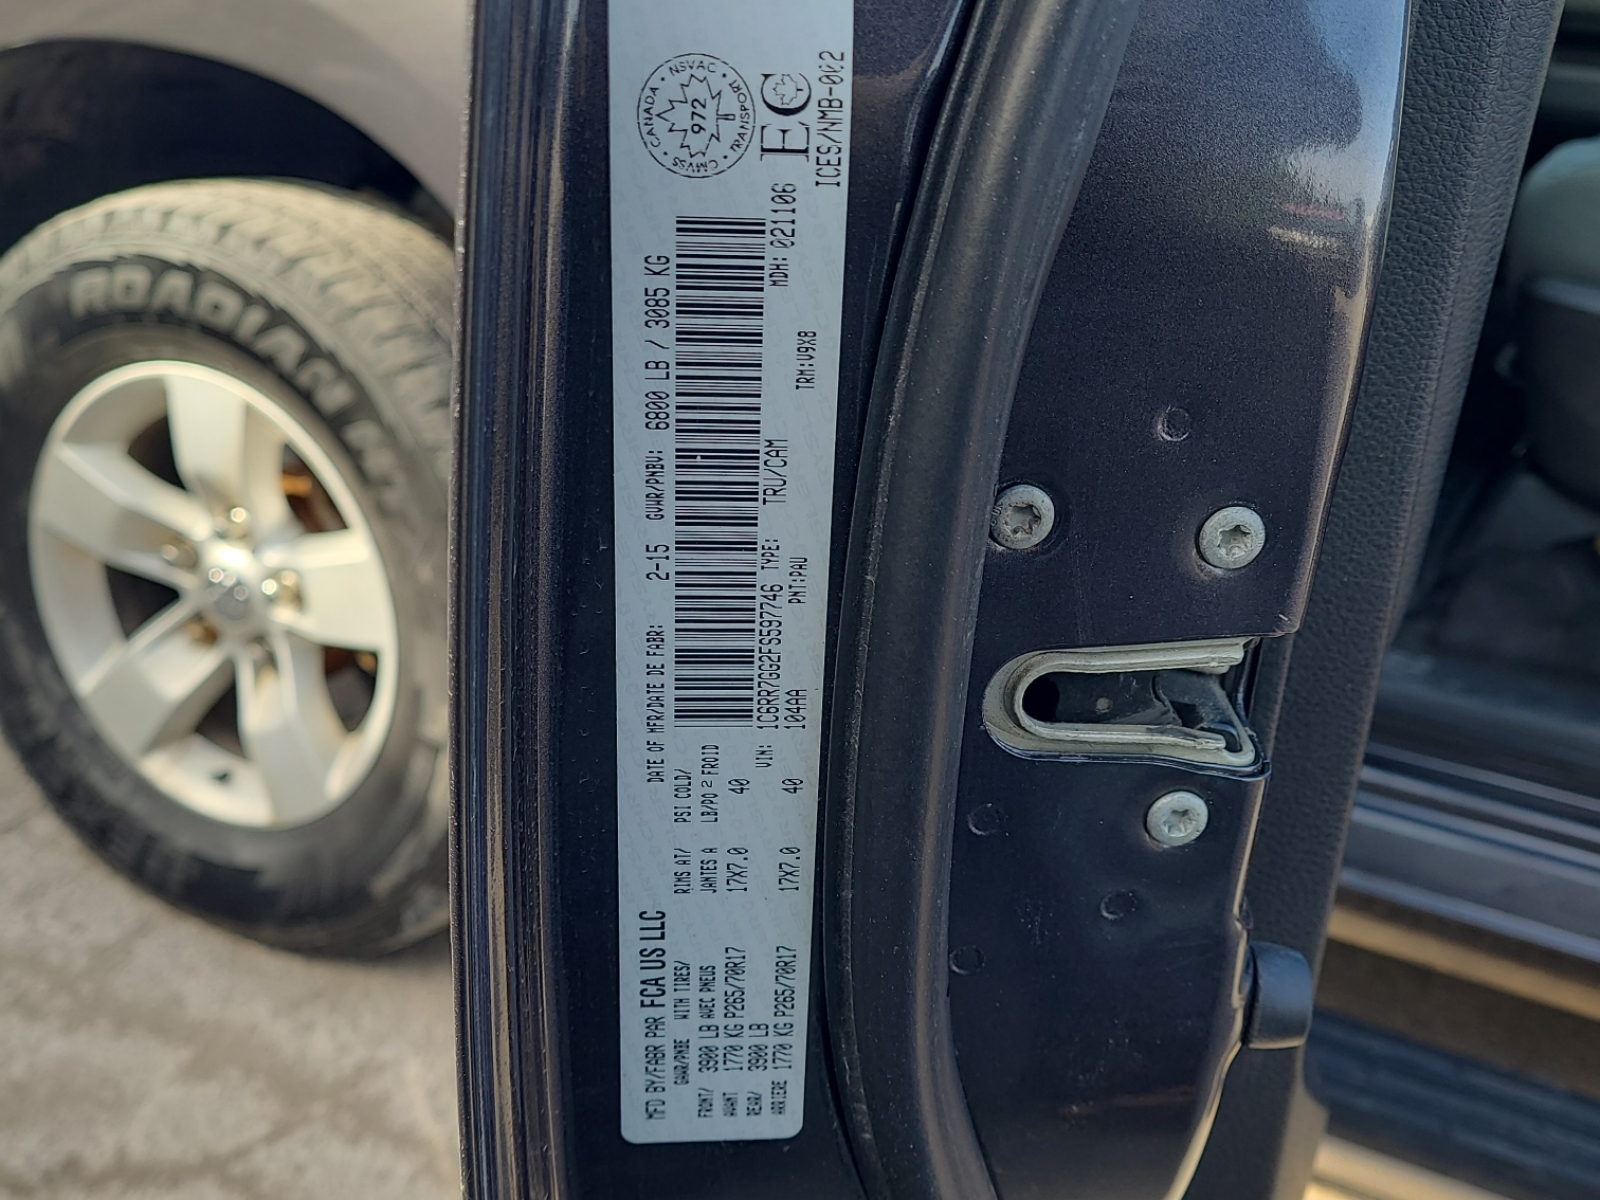 MFD BY/FABR PAR FCA US LLC DATE OF MFR/DATE DE FABR: 2-15 GVWR/PNBV: 6800 LB / 3085 KG
GAWR/PNBE WITH TIRES/ RIMS AT/ PSI COLD/
FRONT/ 3900 LB AVEC PNEUS JANTES A LB/PO 2 FROID
AVANT 1770 KG P265/70R17 17X7.0 40
REAR/ 3900 LB
ARRIERE 1770 KG P265/70R17 17X7.0 40
VIN: 1C6RR7GG2FS597746 TYPE: TRU/CAM MDH: 021106
104AA PNT:PAU TRM:V9X8
CANADA NSVAC TRANSPORT CMVSS
972
EC
ICES/NMB-002
ROADIAN